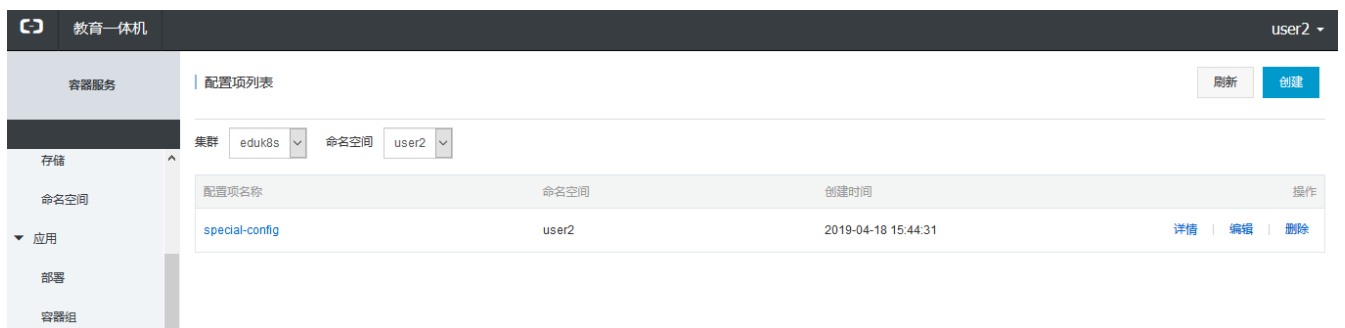 教育一体机
user2
容器服务
配置项列表
刷新
创建
集群 eduk8s 命名空间 user2
存储
命名空间
应用
部署
容器组
配置项名称 命名空间 创建时间 操作
special-config user2 2019-04-18 15:44:31 详情 | 编辑 | 删除